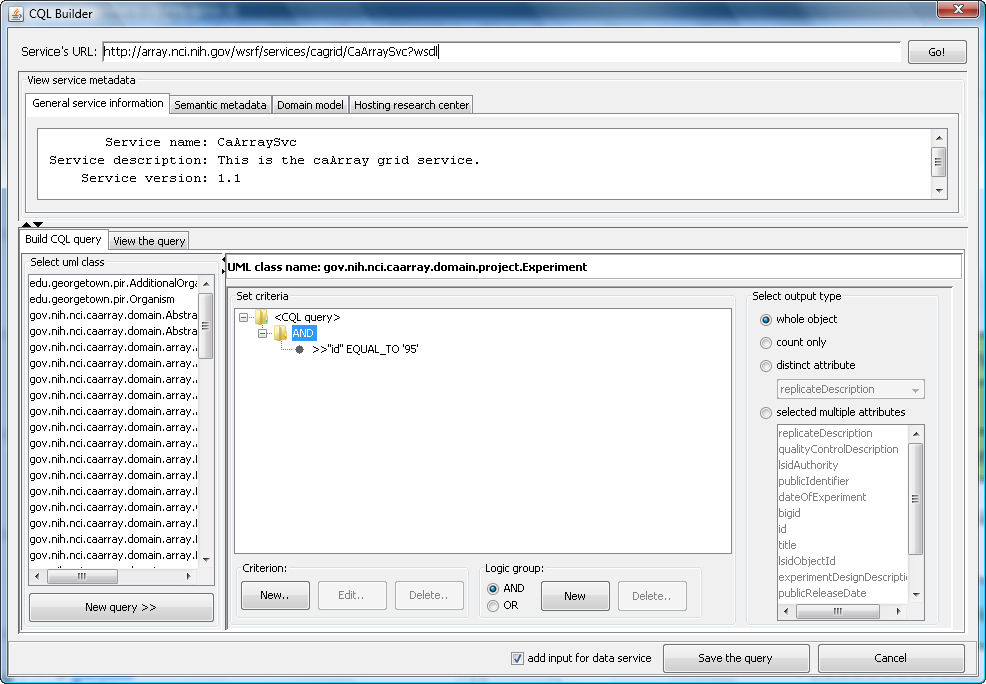 CQL Builder
Service's URL: http://array.nci.nih.gov/wsrf/services/cagrid/CaArraySvc?wsdl Go!
View service metadata
General service information Semantic metadata Domain model Hosting research center
Service name: CaArraySvc
Service description: This is the caArray grid service.
Service version: 1.1
Build CQL query View the query
Select uml class
edu.georgetown.pir.AdditionalOrga
edu.georgetown.pir.Organism
gov.nih.nci.caarray.domain.Abstra
gov.nih.nci.caarray.domain.Abstra
gov.nih.nci.caarray.domain.array.
gov.nih.nci.caarray.domain.array.
gov.nih.nci.caarray.domain.array.
gov.nih.nci.caarray.domain.array.
gov.nih.nci.caarray.domain.array.
gov.nih.nci.caarray.domain.array.
gov.nih.nci.caarray.domain.array.
gov.nih.nci.caarray.domain.array.
gov.nih.nci.caarray.domain.array.
gov.nih.nci.caarray.domain.array.
gov.nih.nci.caarray.domain.array.
gov.nih.nci.caarray.domain.array.
gov.nih.nci.caarray.domain.array.
gov.nih.nci.caarray.domain.array.
New query >>
UML class name: gov.nih.nci.caarray.domain.project.Experiment
Set criteria
<CQL query>
AND
>>"id" EQUAL_TO '95'
Criterion:
New.. Edit.. Delete..
Logic group:
AND
OR
New Delete..
Select output type
whole object
count only
distinct attribute
replicateDescription
selected multiple attributes
replicateDescription
qualityControlDescription
lsidAuthority
publicIdentifier
dateOfExperiment
bigid
id
title
lsidObjectId
experimentDesignDescripti
publicReleaseDate
add input for data service Save the query Cancel